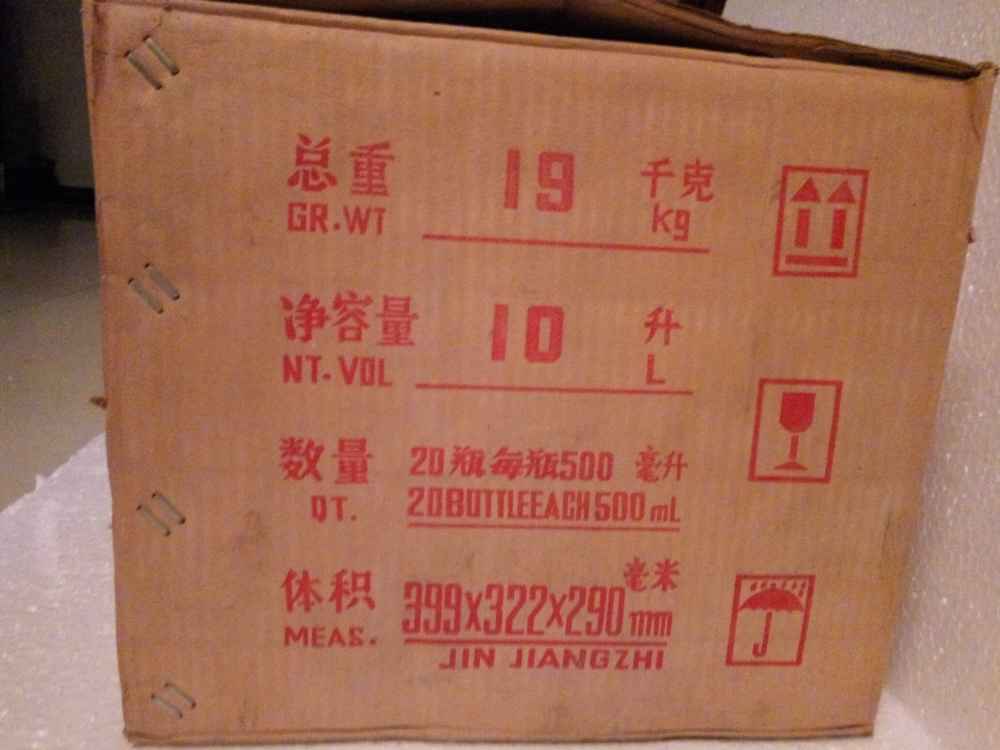 总重 19 千克
GR.WT kg
净容量 10 升
NT.VOL L
数量 20瓶每瓶500 毫升
QT. 20BOTTLEEACH500mL
体积 399x322x290 毫米
MEAS. mm
JIN JIANGZHI